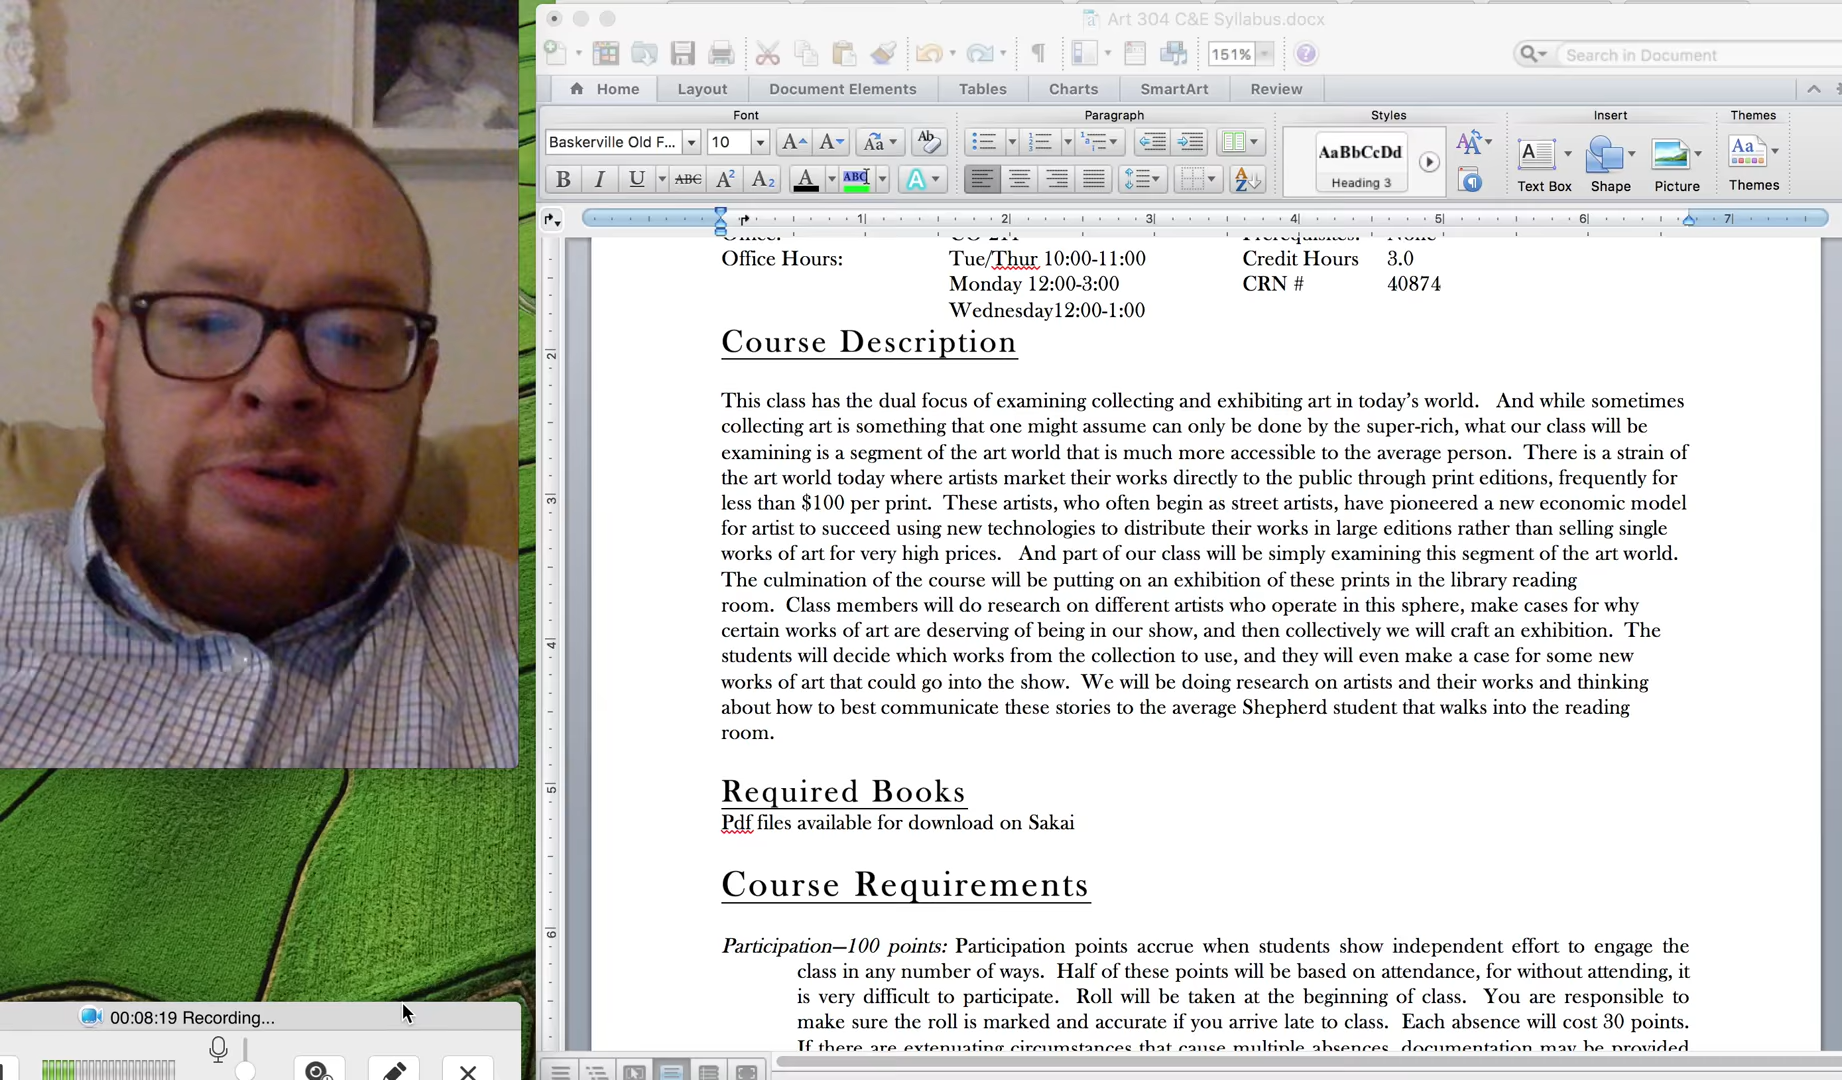 Art 304 C&E Syllabus.docx
151%
Search in Document
Home
Layout
Document Elements
Tables
Charts
SmartArt
Review
Font
Paragraph
Styles
Insert
Themes
Baskerville Old F...
10
AaBbCcDd
Heading 3
Text Box
Shape
Picture
Themes
Office Hours: Tue/Thur 10:00-11:00 Credit Hours 3.0
Monday 12:00-3:00 CRN # 40874
Wednesday12:00-1:00
Course Description
This class has the dual focus of examining collecting and exhibiting art in today’s world. And while sometimes
collecting art is something that one might assume can only be done by the super-rich, what our class will be
examining is a segment of the art world that is much more accessible to the average person. There is a strain of
the art world today where artists market their works directly to the public through print editions, frequently for
less than $100 per print. These artists, who often begin as street artists, have pioneered a new economic model
for artist to succeed using new technologies to distribute their works in large editions rather than selling single
works of art for very high prices. And part of our class will be simply examining this segment of the art world.
The culmination of the course will be putting on an exhibition of these prints in the library reading
room. Class members will do research on different artists who operate in this sphere, make cases for why
certain works of art are deserving of being in our show, and then collectively we will craft an exhibition. The
students will decide which works from the collection to use, and they will even make a case for some new
works of art that could go into the show. We will be doing research on artists and their works and thinking
about how to best communicate these stories to the average Shepherd student that walks into the reading
room.
Required Books
Pdf files available for download on Sakai
Course Requirements
Participation—100 points: Participation points accrue when students show independent effort to engage the
class in any number of ways. Half of these points will be based on attendance, for without attending, it
is very difficult to participate. Roll will be taken at the beginning of class. You are responsible to
make sure the roll is marked and accurate if you arrive late to class. Each absence will cost 30 points.
If there are extenuating circumstances that cause multiple absences, documentation may be provided
00:08:19 Recording...